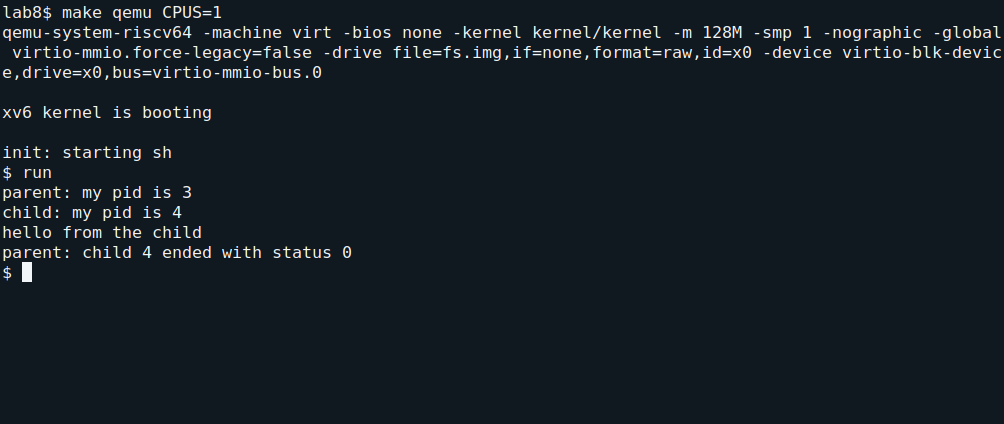 lab8$ make qemu CPUS=1
qemu-system-riscv64 -machine virt -bios none -kernel kernel/kernel -m 128M -smp 1 -nographic -global
 virtio-mmio.force-legacy=false -drive file=fs.img,if=none,format=raw,id=x0 -device virtio-blk-devic
e,drive=x0,bus=virtio-mmio-bus.0
xv6 kernel is booting
init: starting sh
$ run
parent: my pid is 3
child: my pid is 4
hello from the child
parent: child 4 ended with status 0
$